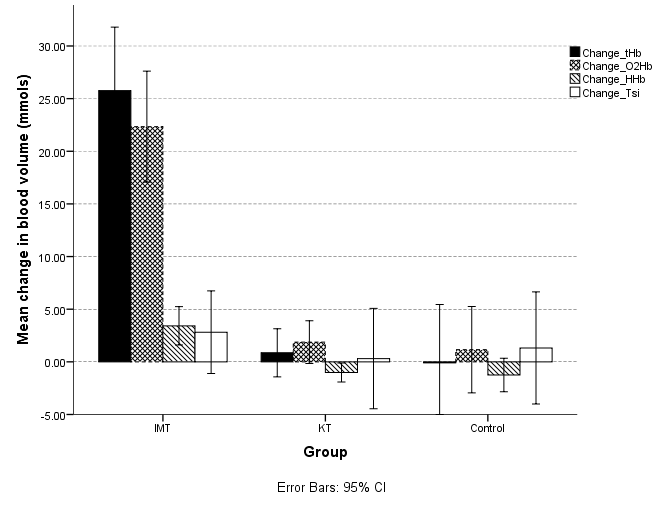 30.00
25.00
20.00
15.00
10.00
5.00
0.00
-5.00
Mean change in blood volume (mmols)
IMT
KT
Control
Group
Change_tHb
Change_O2Hb
Change_HHb
Change_Tsi
Error Bars: 95% CI